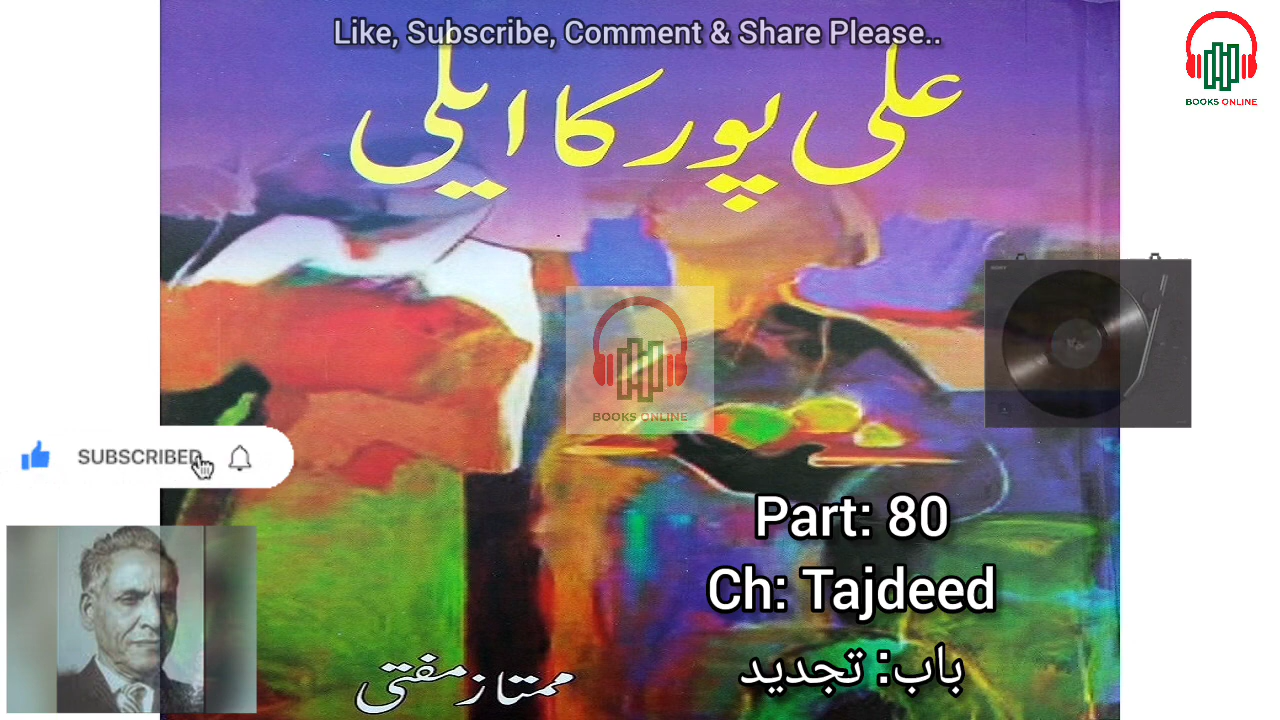 Like, Subscribe, Comment & Share Please..
علی پور کا ایلی
BOOKS ONLINE
BOOKS ONLINE
SUBSCRIBED
Part: 80
Ch: Tajdeed
باب: تجدید
ممتاز مفتی